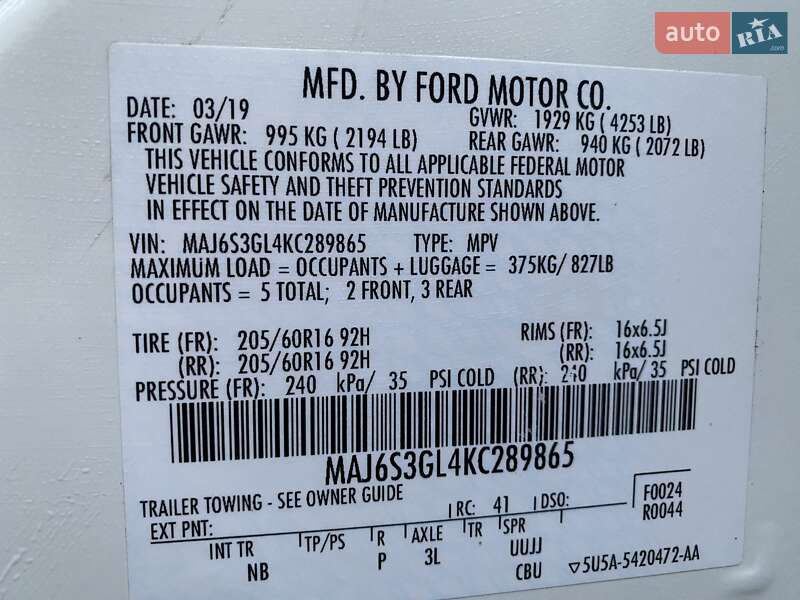 auto RIA.com
MFD. BY FORD MOTOR CO.
DATE: 03/19 GVWR: 1929 KG ( 4253 LB)
FRONT GAWR: 995 KG ( 2194 LB) REAR GAWR: 940 KG ( 2072 LB)
THIS VEHICLE CONFORMS TO ALL APPLICABLE FEDERAL MOTOR
VEHICLE SAFETY AND THEFT PREVENTION STANDARDS
IN EFFECT ON THE DATE OF MANUFACTURE SHOWN ABOVE.
VIN: MAJ6S3GL4KC289865 TYPE: MPV
MAXIMUM LOAD = OCCUPANTS + LUGGAGE = 375KG/ 827LB
OCCUPANTS = 5 TOTAL; 2 FRONT, 3 REAR
TIRE (FR): 205/60R16 92H RIMS (FR): 16x6.5J
(RR): 205/60R16 92H (RR): 16x6.5J
PRESSURE (FR): 240 kPa/ 35 PSI COLD (RR): 240 kPa/ 35 PSI COLD
MAJ6S3GL4KC289865
TRAILER TOWING - SEE OWNER GUIDE
EXT PNT: RC: 41 DSO: F0024
R0044
INT TR TP/PS R AXLE TR SPR
NB P 3L UUJJ
CBU ▽5U5A-5420472-AA